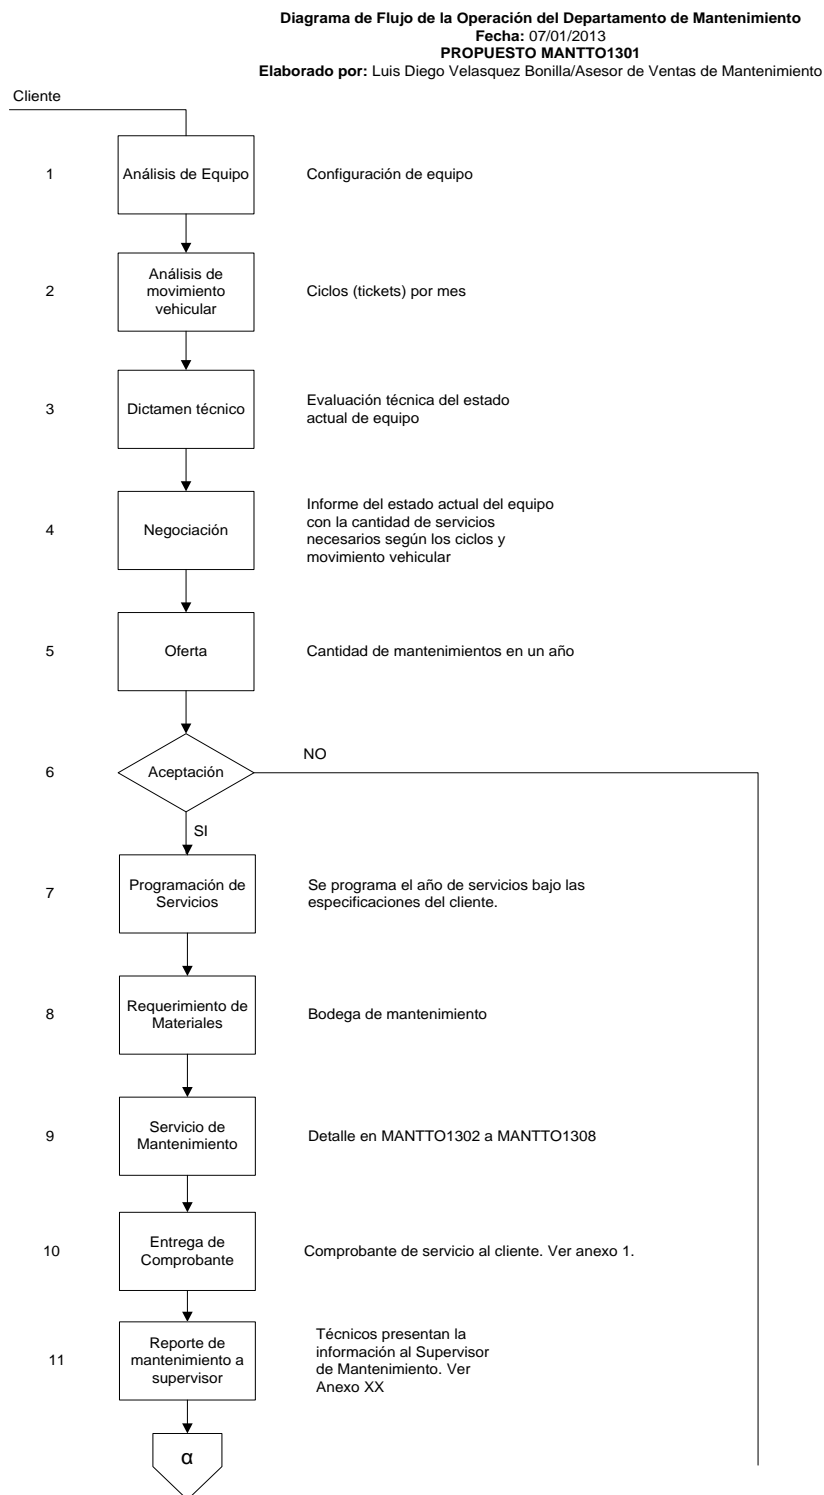 Diagrama de Flujo de la Operación del Departamento de Mantenimiento
Fecha: 07/01/2013
PROPUESTO MANTTO1301
Elaborado por: Luis Diego Velasquez Bonilla/Asesor de Ventas de Mantenimiento
Cliente
1
Análisis de Equipo
Configuración de equipo
2
Análisis de
movimiento
vehicular
Ciclos (tickets) por mes
3
Dictamen técnico
Evaluación técnica del estado
actual de equipo
4
Negociación
Informe del estado actual del equipo
con la cantidad de servicios
necesarios según los ciclos y
movimiento vehicular
5
Oferta
Cantidad de mantenimientos en un año
6
Aceptación
NO
SI
7
Programación de
Servicios
Se programa el año de servicios bajo las
especificaciones del cliente.
8
Requerimiento de
Materiales
Bodega de mantenimiento
9
Servicio de
Mantenimiento
Detalle en MANTTO1302 a MANTTO1308
10
Entrega de
Comprobante
Comprobante de servicio al cliente. Ver anexo 1.
11
Reporte de
mantenimiento a
supervisor
Técnicos presentan la
información al Supervisor
de Mantenimiento. Ver
Anexo XX
α